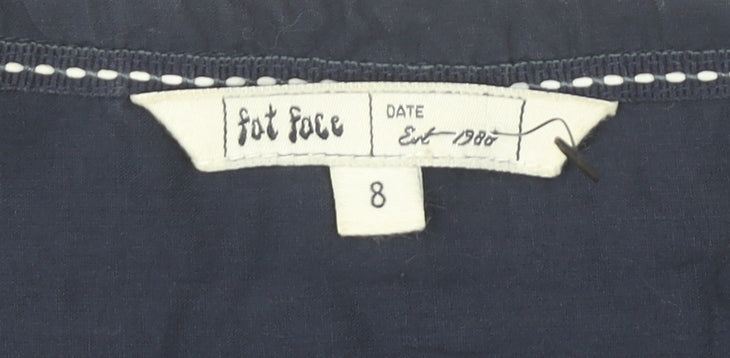 fat face
DATE
Est 1988
8